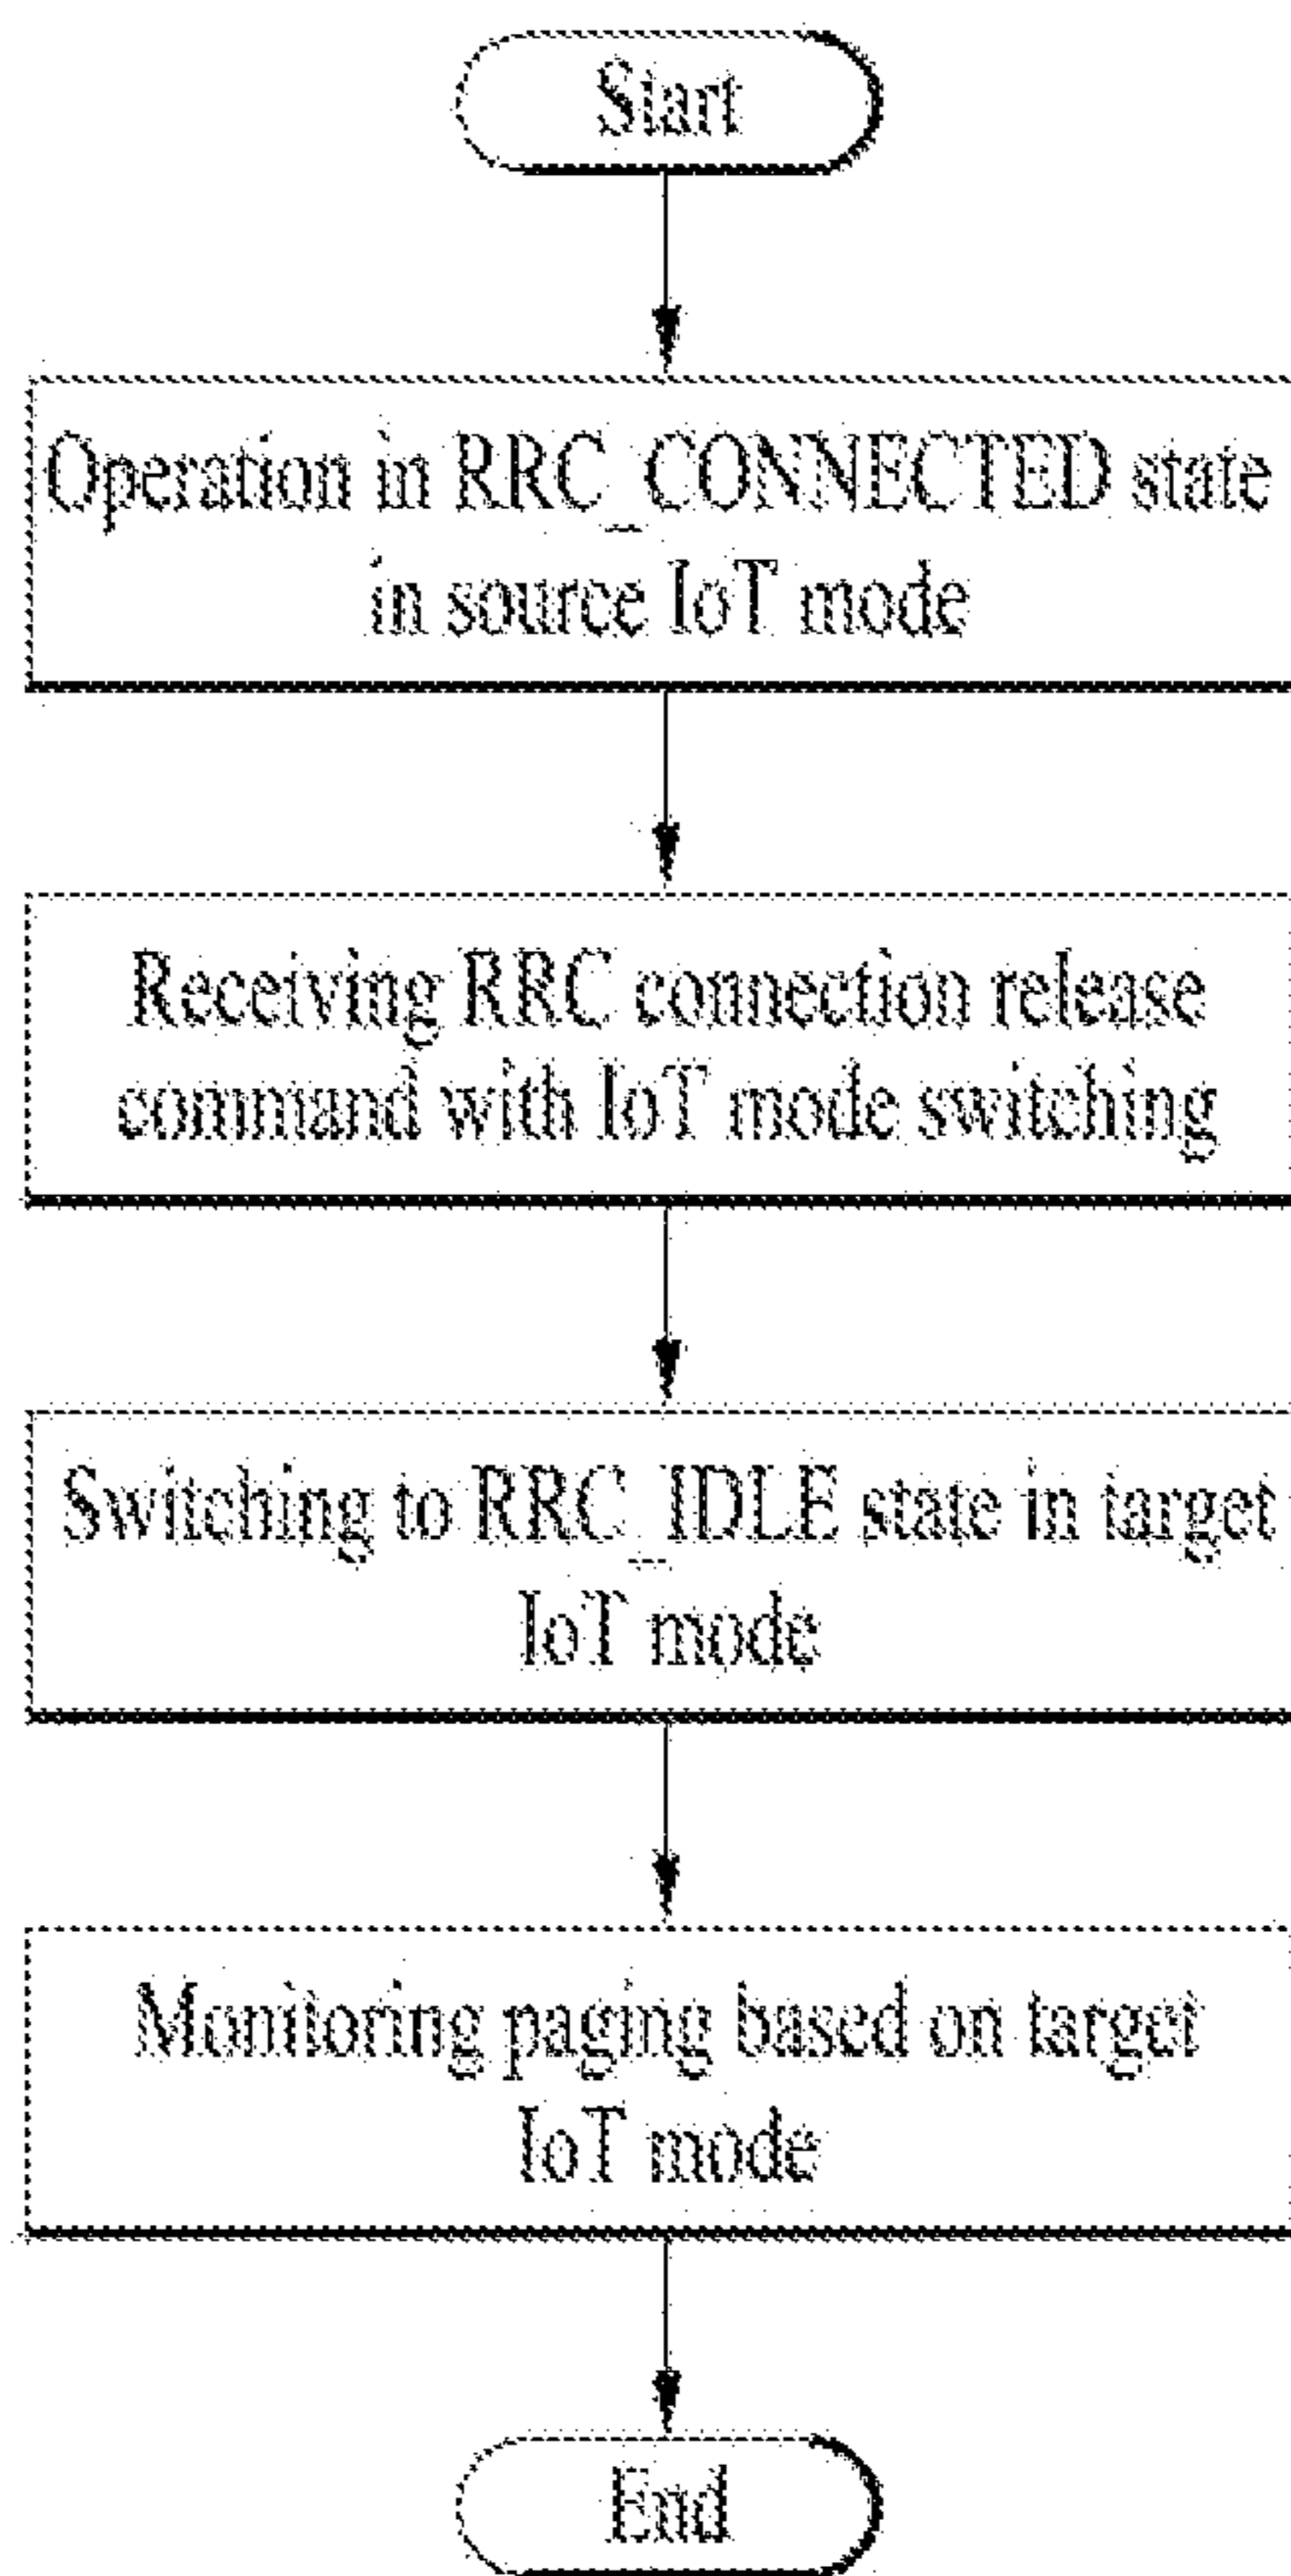 Start
Operation in RRC_CONNECTED state
in source IoT mode
Receiving RRC connection release
command with IoT mode switching
Switching to RRC_IDLE state in target
IoT mode
Monitoring paging based on target
IoT mode
End